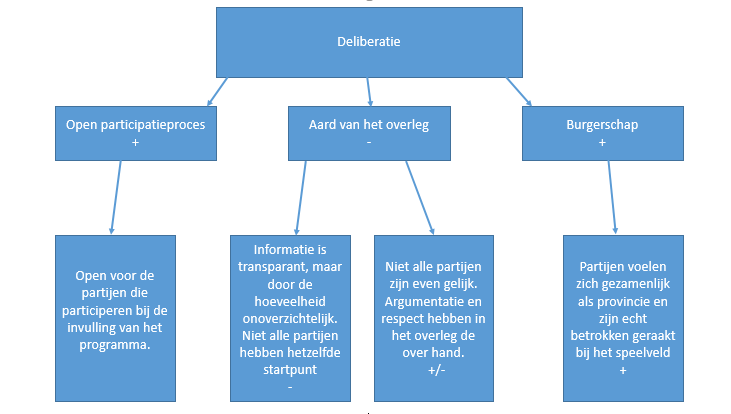 Deliberatie
Open participatieproces
+
Aard van het overleg
-
Burgerschap
+
Open voor de
partijen die
participeren bij de
invulling van het
programma.
Informatie is
transparant, maar
door de
hoeveelheid
onoverzichtelijk.
Niet alle partijen
hebben hetzelfde
startpunt
-
Niet alle partijen
zijn even gelijk.
Argumentatie en
respect hebben in
het overleg de
over hand.
+/-
Partijen voelen
zich gezamenlijk
als provincie en
zijn echt
betrokken geraakt
bij het speelveld
+